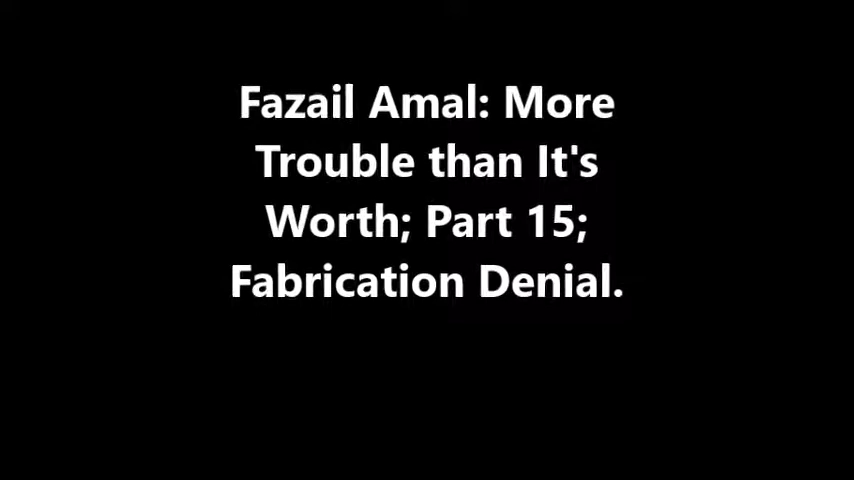 Fazail Amal: More
Trouble than It's
Worth; Part 15;
Fabrication Denial.